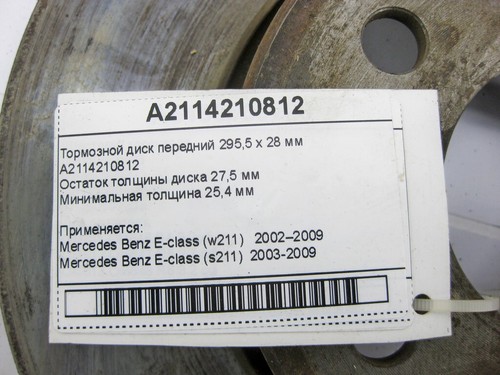 A2114210812
Тормозной диск передний 295,5 x 28 мм
A2114210812
Остаток толщины диска 27,5 мм
Минимальная толщина 25,4 мм
Применяется:
Mercedes Benz E-class (w211) 2002–2009
Mercedes Benz E-class (s211) 2003-2009